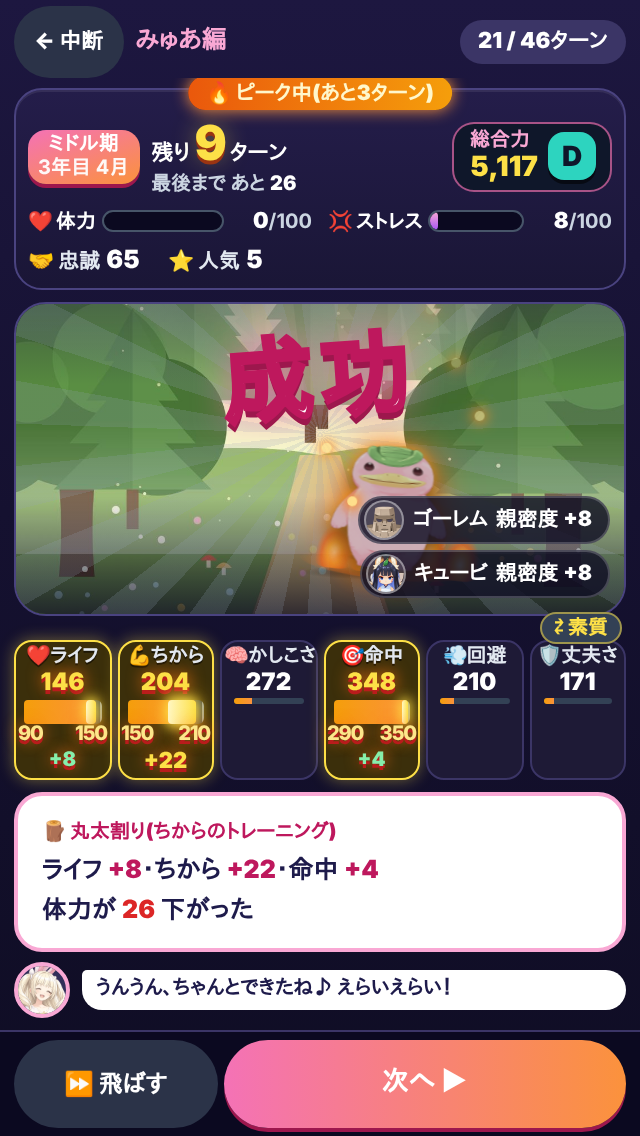 ← 中断
みゅあ編
21 / 46ターン
🔥 ピーク中(あと3ターン)
ミドル期
3年目 4月
残り 9 ターン
最後まで あと 26
総合力
5,117
D
❤️ 体力 0/100
💢 ストレス 8/100
🤝 忠誠 65 ⭐ 人気 5
成功
ゴーレム 親密度 +8
キュービ 親密度 +8
素質
❤️ライフ
146
90 150
+8
💪ちから
204
150 210
+22
🧠かしこさ
272
🎯命中
348
290 350
+4
💨回避
210
🛡️丈夫さ
171
🪵 丸太割り(ちからのトレーニング)
ライフ +8·ちから +22·命中 +4
体力が 26 下がった
うんうん、ちゃんとできたね♪ えらいえらい!
⏩ 飛ばす
次へ ▶